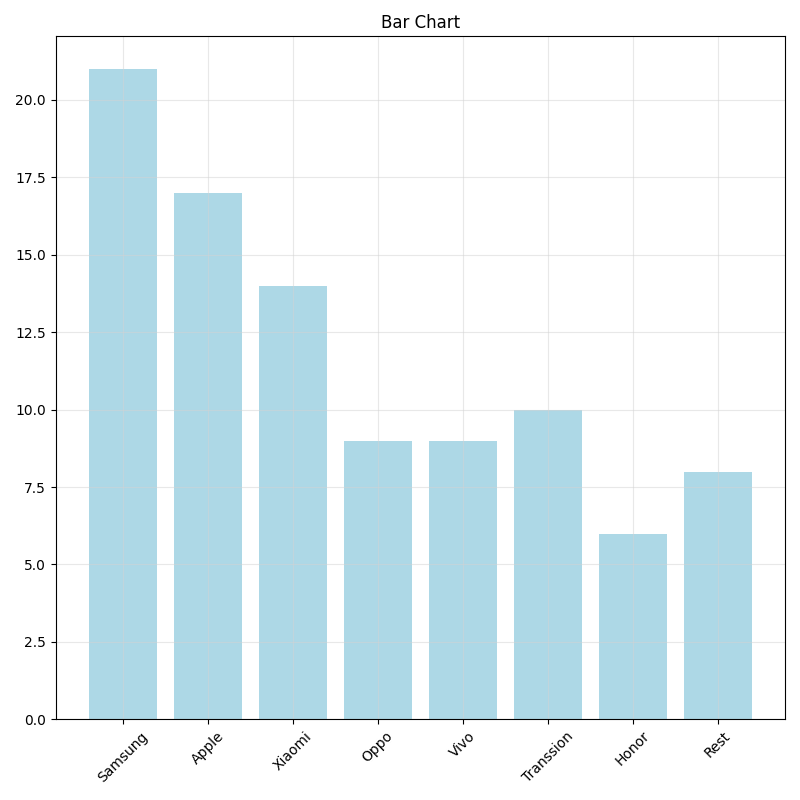 Bar Chart
20.0
17.5
15.0
12.5
10.0
7.5
5.0
2.5
0.0
Samsung
Apple
Xiaomi
Oppo
Vivo
Transsion
Honor
Rest